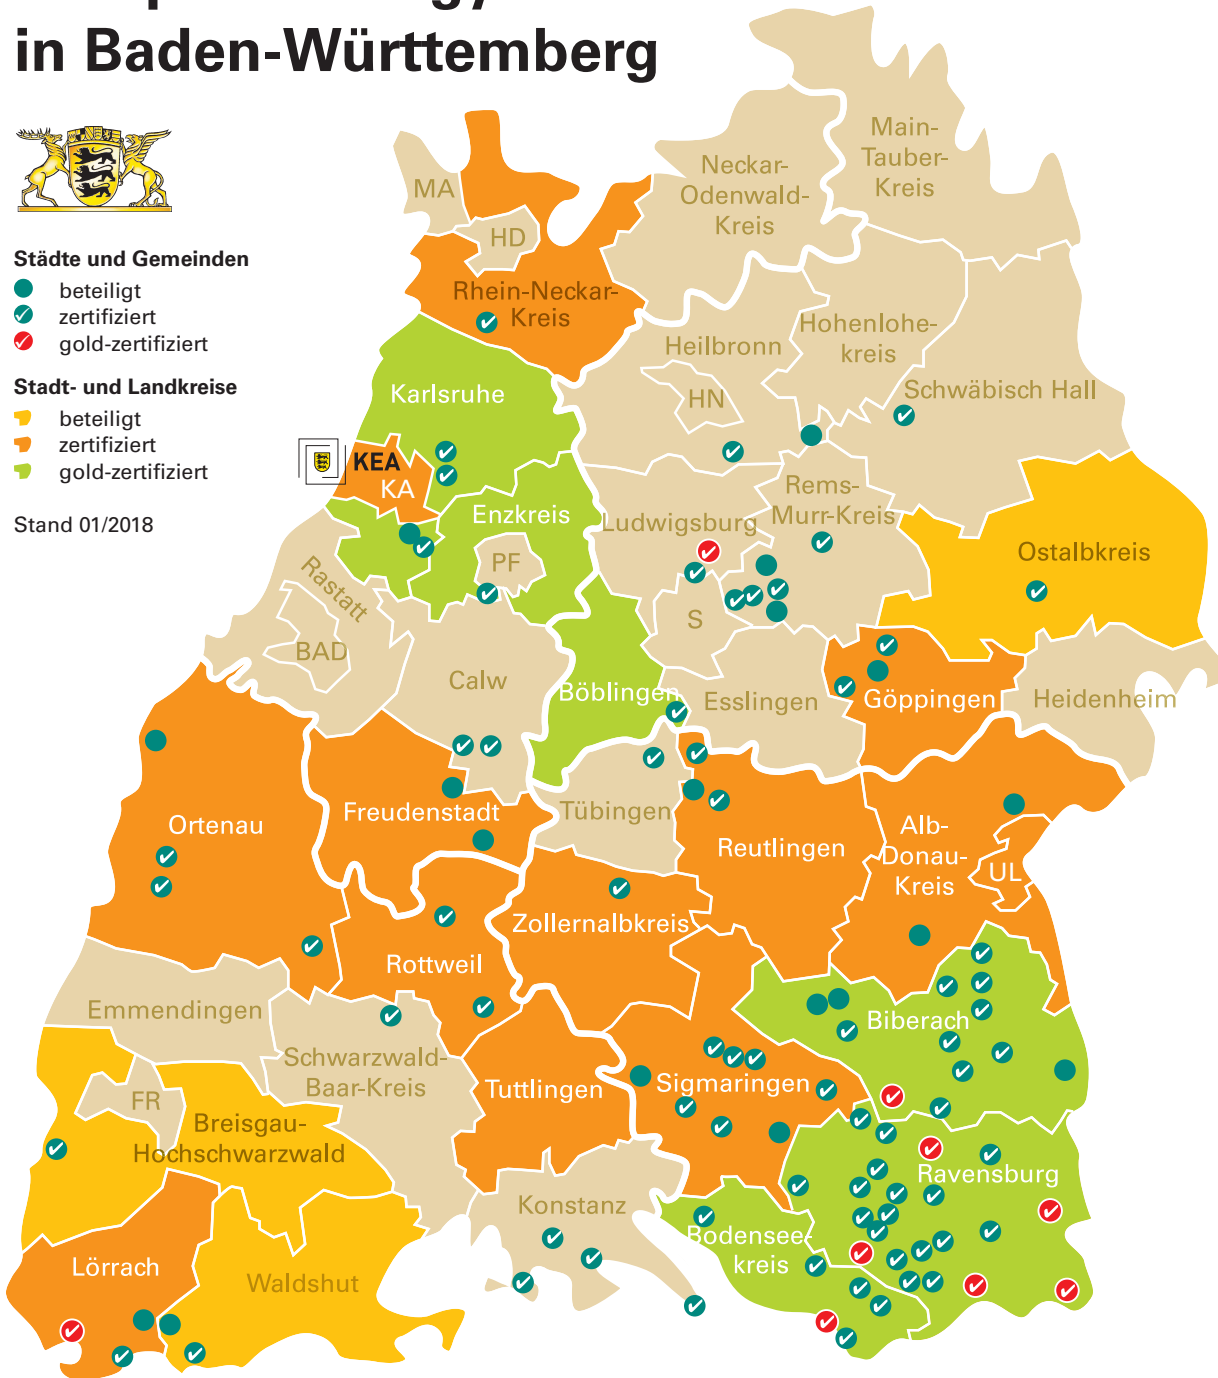 in Baden-Württemberg
Städte und Gemeinden
beteiligt
zertifiziert
gold-zertifiziert
Stadt- und Landkreise
beteiligt
zertifiziert
gold-zertifiziert
Stand 01/2018
Main-
Tauber-
Kreis
Neckar-
Odenwald-
Kreis
MA
HD
Rhein-Neckar-
Kreis
Hohenlohe-
kreis
Heilbronn
HN
Schwäbisch Hall
Karlsruhe
KEA
KA
Rems-
Murr-Kreis
Enzkreis
Ludwigsburg
Ostalbkreis
PF
Rastatt
S
BAD
Calw
Böblingen
Esslingen
Göppingen
Heidenheim
Freudenstadt
Tübingen
Ortenau
Reutlingen
Alb-
Donau-
Kreis
UL
Zollernalbkreis
Rottweil
Emmendingen
Biberach
Schwarzwald-
Baar-Kreis
Tuttlingen
Sigmaringen
FR
Breisgau-
Hochschwarzwald
Ravensburg
Konstanz
Bodensee-
kreis
Lörrach
Waldshut